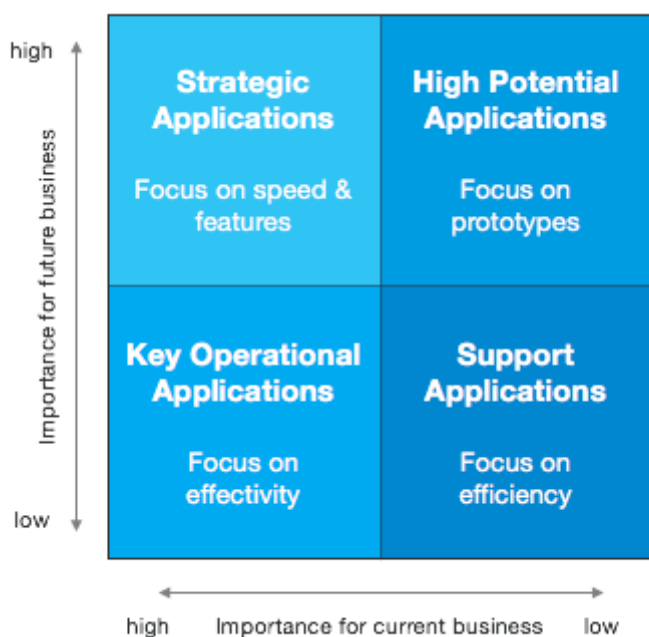 high
Strategic
Applications
High Potential
Applications
Focus on speed &
features
Focus on
prototypes
Importance for future business
Key Operational
Applications
Support
Applications
Focus on
effectivity
Focus on
efficiency
low
high
Importance for current business
low